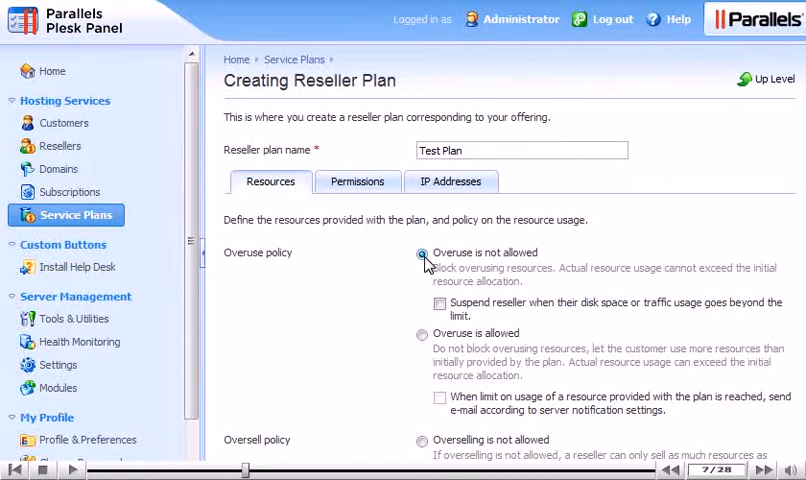 Parallels
Plesk Panel
Logged in as Administrator Log out Help
Parallels®
Home
Hosting Services
Customers
Resellers
Domains
Subscriptions
Service Plans
Custom Buttons
Install Help Desk
Server Management
Tools & Utilities
Health Monitoring
Settings
Modules
My Profile
Profile & Preferences
Home > Service Plans >
Creating Reseller Plan
Up Level
This is where you create a reseller plan corresponding to your offering.
Reseller plan name * Test Plan
Resources Permissions IP Addresses
Define the resources provided with the plan, and policy on the resource usage.
Overuse policy
Overuse is not allowed
Block overusing resources. Actual resource usage cannot exceed the initial
resource allocation.
Suspend reseller when their disk space or traffic usage goes beyond the
limit.
Overuse is allowed
Do not block overusing resources, let the customer use more resources than
initially provided by the plan. Actual resource usage can exceed the initial
resource allocation.
When limit on usage of a resource provided with the plan is reached, send
e-mail according to server notification settings.
Oversell policy
Overselling is not allowed
If overselling is not allowed, a reseller can only sell as much resources as
7/28